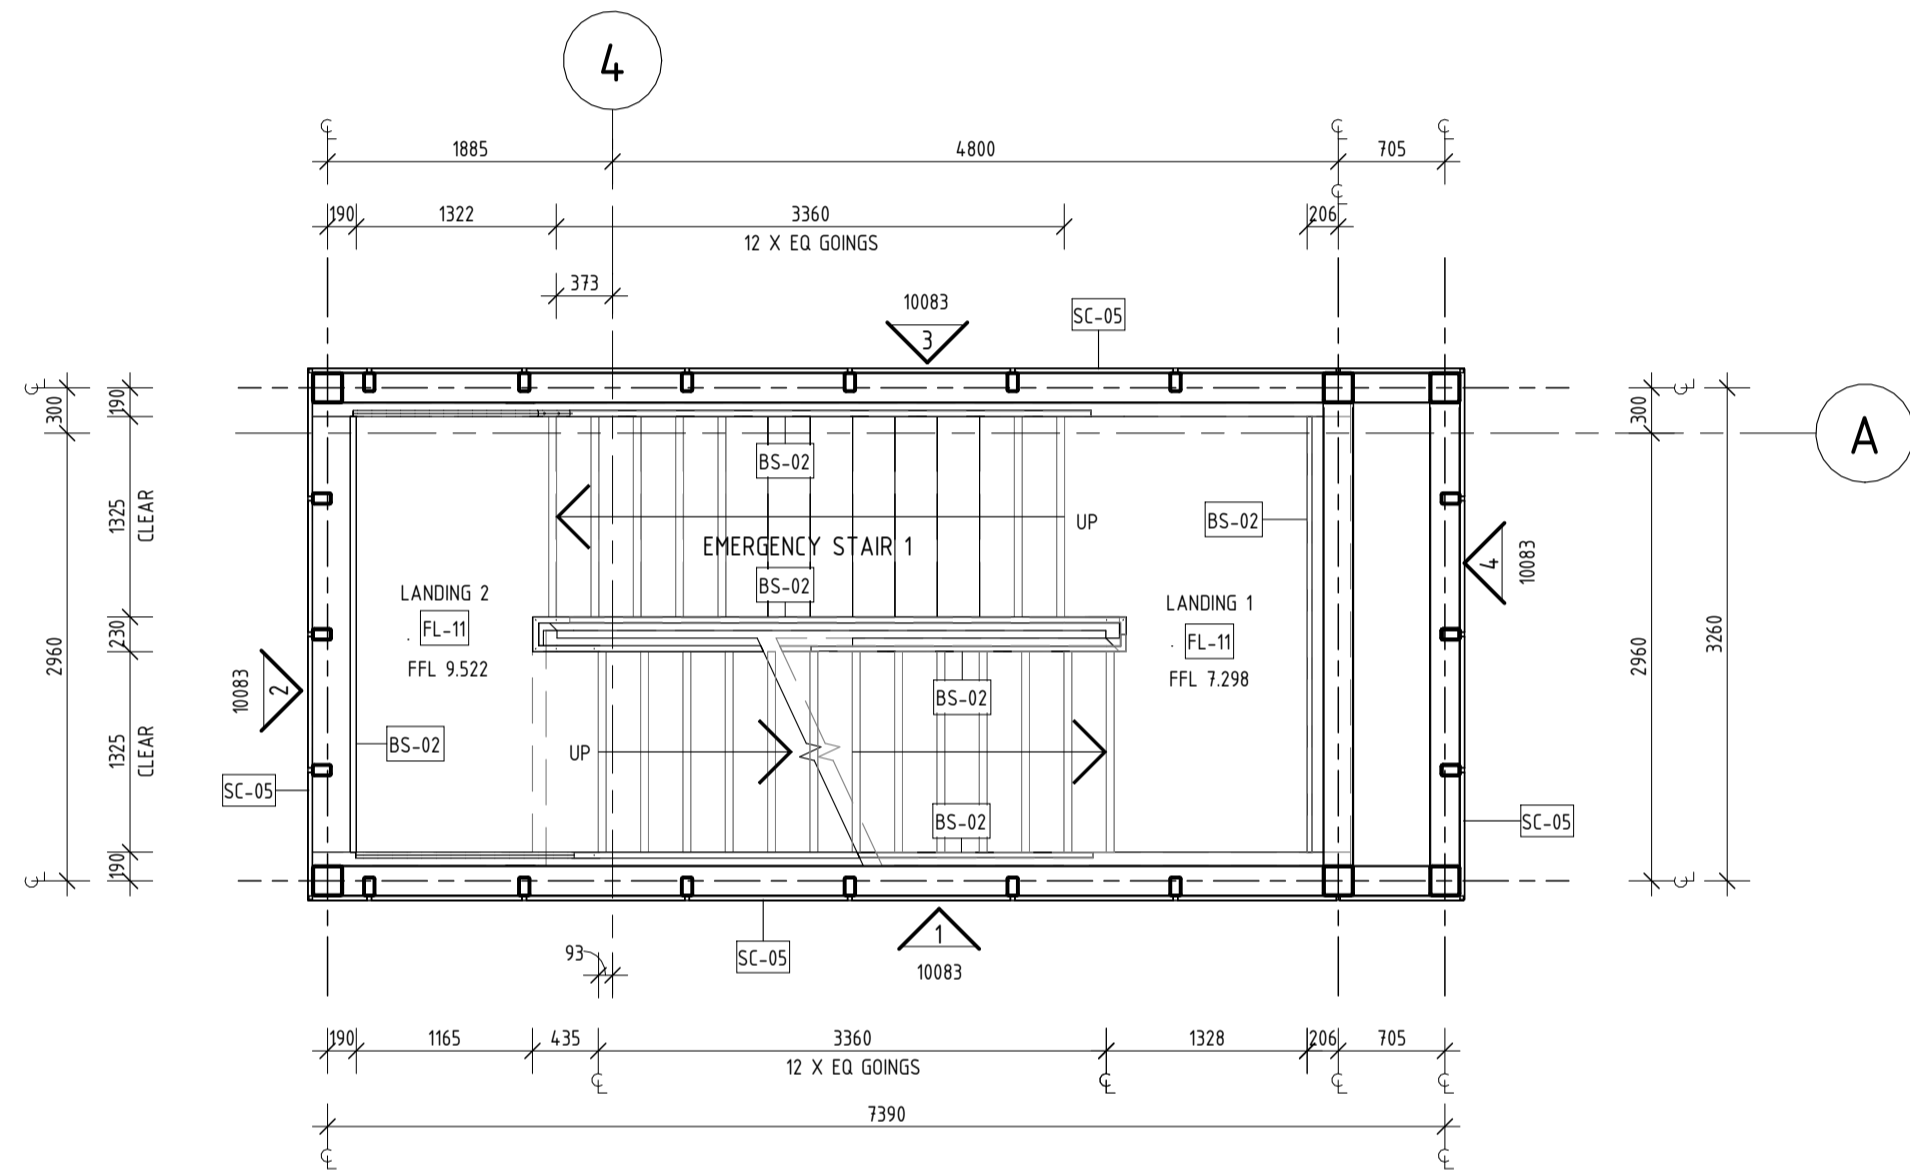 4
1885
4800
705
190
1322
3360
206
12 X EQ GOINGS
373
10083
3
SC-05
300
190
300
A
BS-02
1325
CLEAR
UP
BS-02
EMERGENCY STAIR 1
4
10083
BS-02
LANDING 2
FL-11
FFL 9.522
LANDING 1
FL-11
FFL 7.298
230
2960
2960
3260
10083
2
BS-02
BS-02
UP
1325
CLEAR
SC-05
BS-02
SC-05
190
93
SC-05
1
10083
190
1165
435
3360
1328
206
705
12 X EQ GOINGS
7390